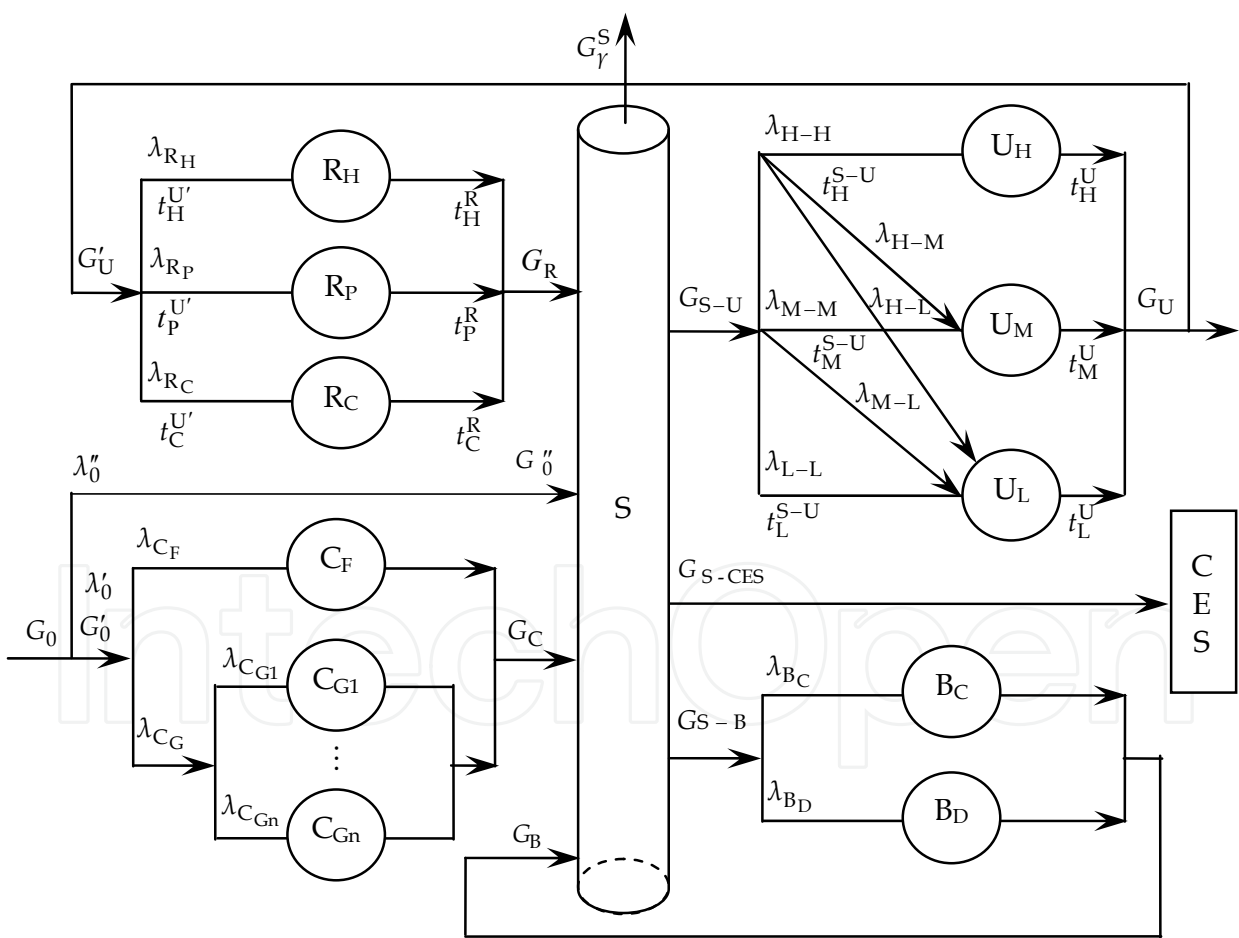 G_γ^S
λ_{R_H}
R_H
t_H^{U′}
t_H^R
G′_U
λ_{R_P}
R_P
t_P^{U′}
t_P^R
G_R
λ_{R_C}
R_C
t_C^{U′}
t_C^R
λ″_0
G″_0
S
λ_{C_F}
C_F
λ′_0
G_0
G′_0
G_C
λ_{C_{G1}}
C_{G1}
λ_{C_G}
⋮
λ_{C_{Gn}}
C_{Gn}
G_B
λ_{H–H}
U_H
t_H^{S–U}
t_H^U
λ_{H–M}
G_{S–U}
λ_{M–M}
λ_{H–L}
U_M
G_U
t_M^{S–U}
t_M^U
λ_{M–L}
λ_{L–L}
U_L
t_L^{S–U}
t_L^U
G_{S-CES}
C
E
S
λ_{B_C}
B_C
GS – B
λ_{B_D}
B_D
IntechOpen